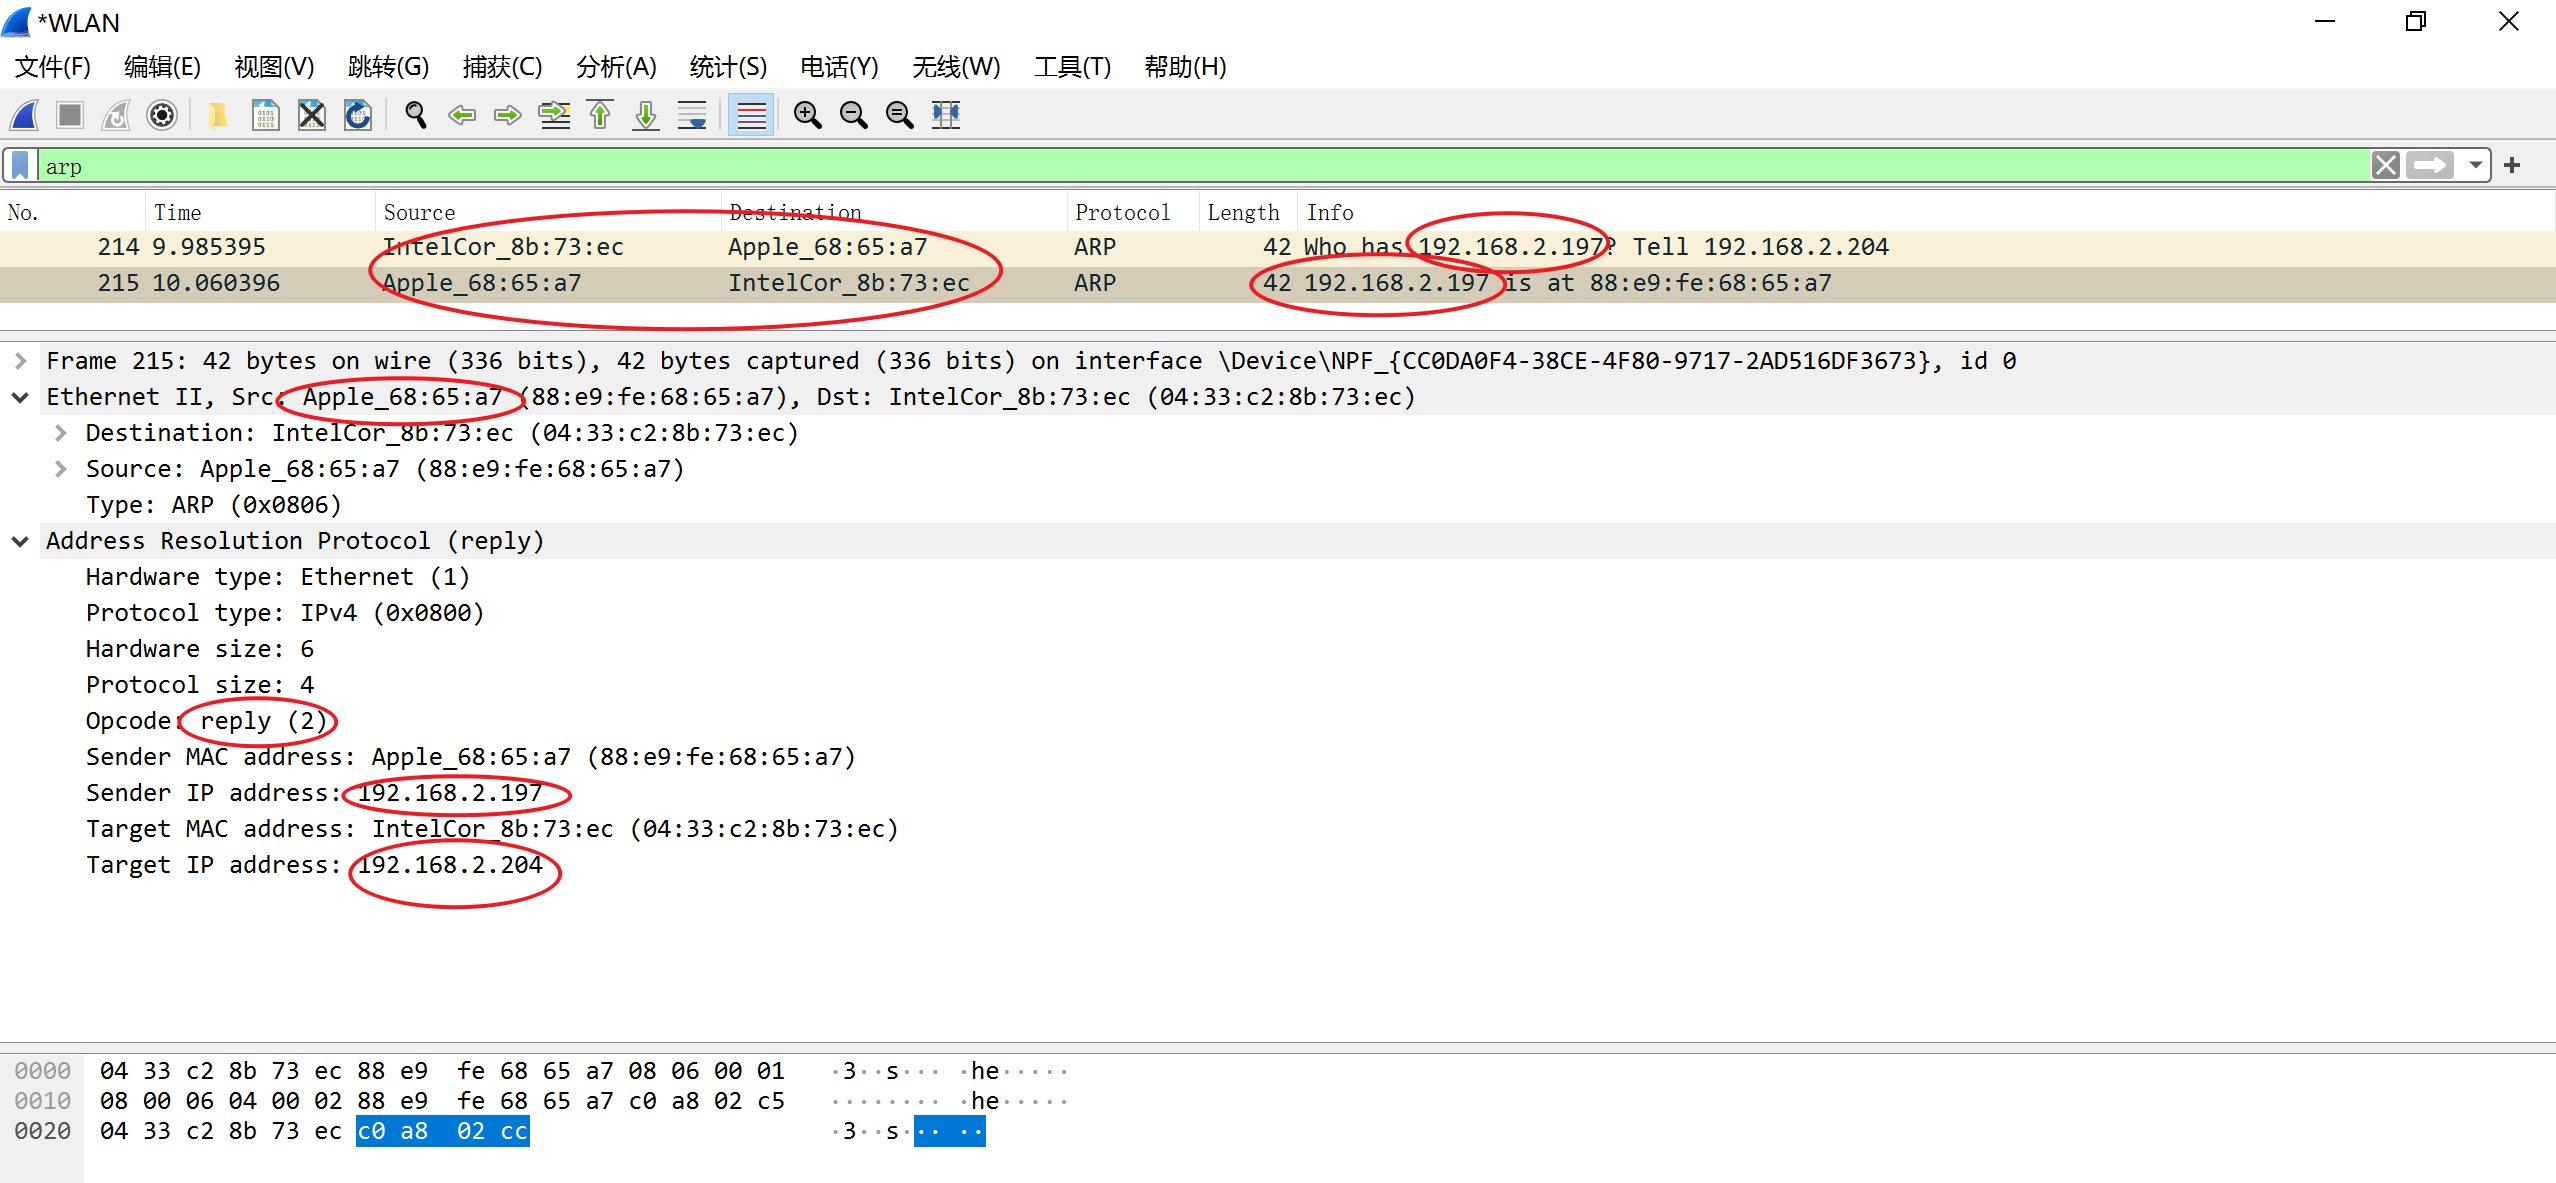 *WLAN
文件(F) 编辑(E) 视图(V) 跳转(G) 捕获(C) 分析(A) 统计(S) 电话(Y) 无线(W) 工具(T) 帮助(H)
arp
No. Time Source Destination Protocol Length Info
214 9.985395 IntelCor_8b:73:ec Apple_68:65:a7 ARP 42 Who has 192.168.2.197? Tell 192.168.2.204
215 10.060396 Apple_68:65:a7 IntelCor_8b:73:ec ARP 42 192.168.2.197 is at 88:e9:fe:68:65:a7
Frame 215: 42 bytes on wire (336 bits), 42 bytes captured (336 bits) on interface \Device\NPF_{CC0DA0F4-38CE-4F80-9717-2AD516DF3673}, id 0
Ethernet II, Src: Apple_68:65:a7 (88:e9:fe:68:65:a7), Dst: IntelCor_8b:73:ec (04:33:c2:8b:73:ec)
Destination: IntelCor_8b:73:ec (04:33:c2:8b:73:ec)
Source: Apple_68:65:a7 (88:e9:fe:68:65:a7)
Type: ARP (0x0806)
Address Resolution Protocol (reply)
Hardware type: Ethernet (1)
Protocol type: IPv4 (0x0800)
Hardware size: 6
Protocol size: 4
Opcode: reply (2)
Sender MAC address: Apple_68:65:a7 (88:e9:fe:68:65:a7)
Sender IP address: 192.168.2.197
Target MAC address: IntelCor_8b:73:ec (04:33:c2:8b:73:ec)
Target IP address: 192.168.2.204
0000 04 33 c2 8b 73 ec 88 e9 fe 68 65 a7 08 06 00 01 ·3··s··· ·he·····
0010 08 00 06 04 00 02 88 e9 fe 68 65 a7 c0 a8 02 c5 ········ ·he·····
0020 04 33 c2 8b 73 ec c0 a8 02 cc ·3··s··· ··